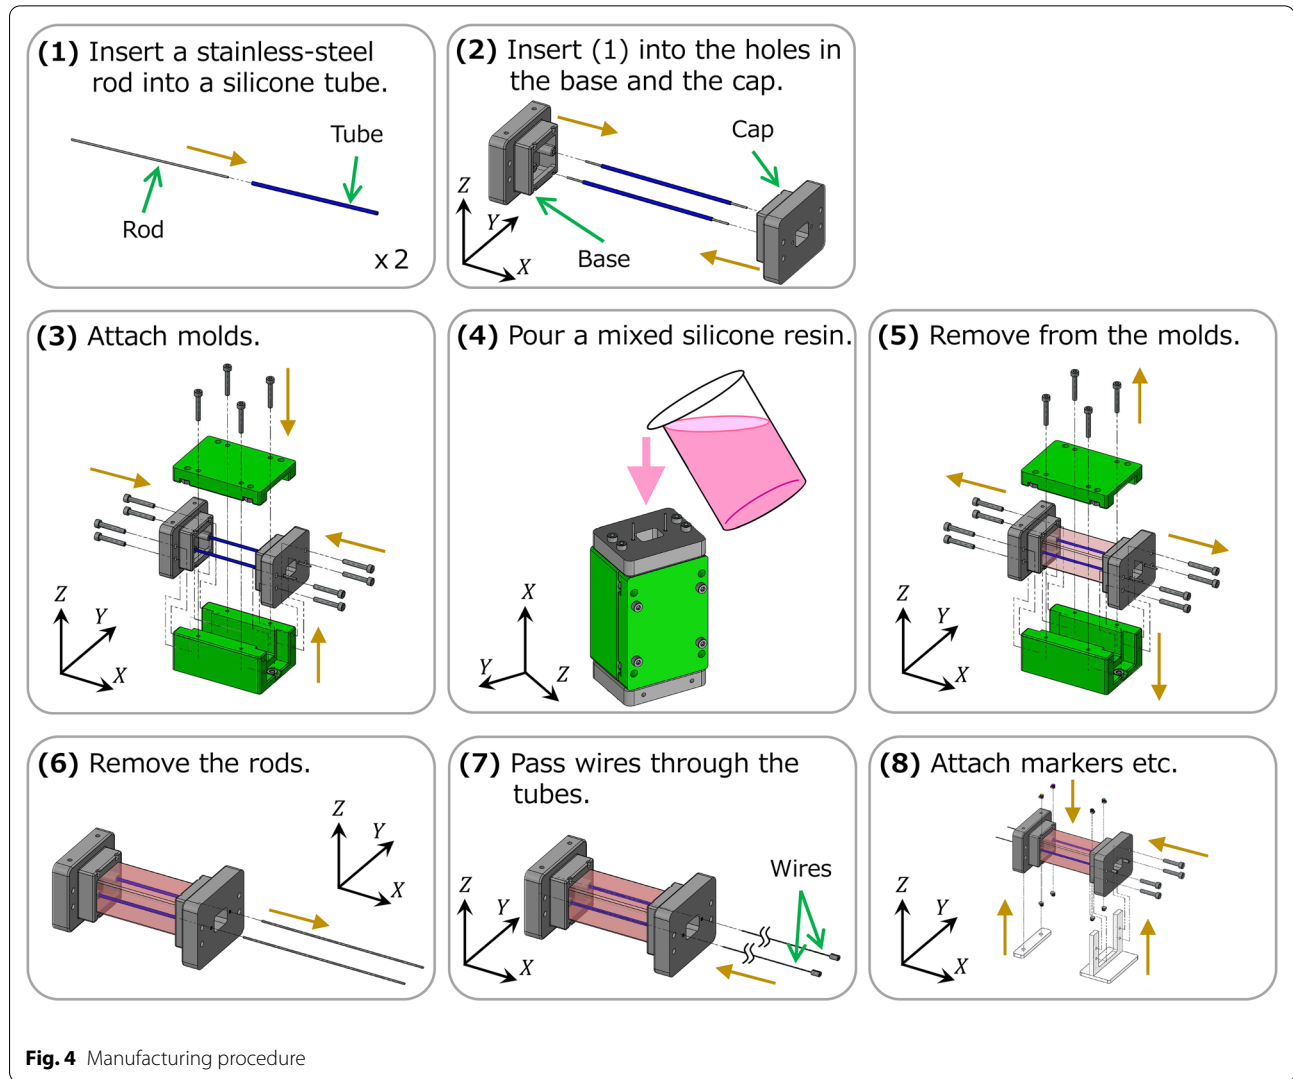 (1) Insert a stainless-steel
rod into a silicone tube.
Tube
Rod
x 2
(2) Insert (1) into the holes in
the base and the cap.
Cap
Base
Z
Y
X
(3) Attach molds.
Z
Y
X
(4) Pour a mixed silicone resin.
X
Y
Z
(5) Remove from the molds.
Z
Y
X
(6) Remove the rods.
Z
Y
X
(7) Pass wires through the
tubes.
Wires
Z
Y
X
(8) Attach markers etc.
Z
Y
X
Fig. 4 Manufacturing procedure